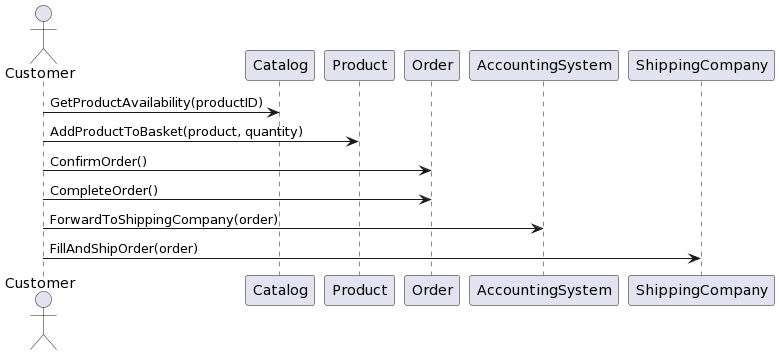 Customer
Catalog
Product
Order
AccountingSystem
ShippingCompany
GetProductAvailability(productID)
AddProductToBasket(product, quantity)
ConfirmOrder()
CompleteOrder()
ForwardToShippingCompany(order)
FillAndShipOrder(order)
Customer
Catalog
Product
Order
AccountingSystem
ShippingCompany